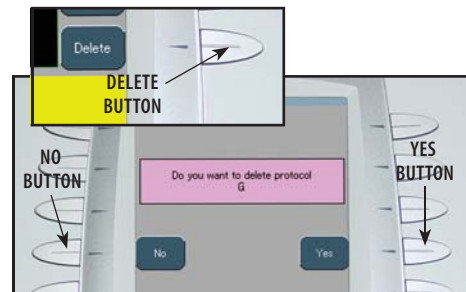 Delete
DELETE
BUTTON
NO
BUTTON
YES
BUTTON
Do you want to delete protocol
G
No
Yes